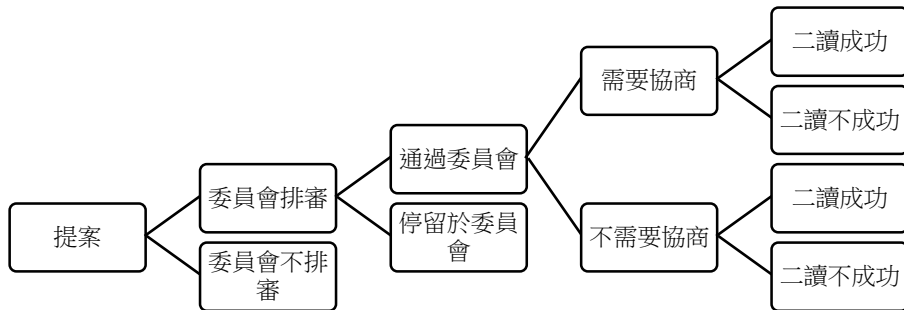 提案
委員會排審
委員會不排
審
通過委員會
停留於委員
會
需要協商
不需要協商
二讀成功
二讀不成功
二讀成功
二讀不成功